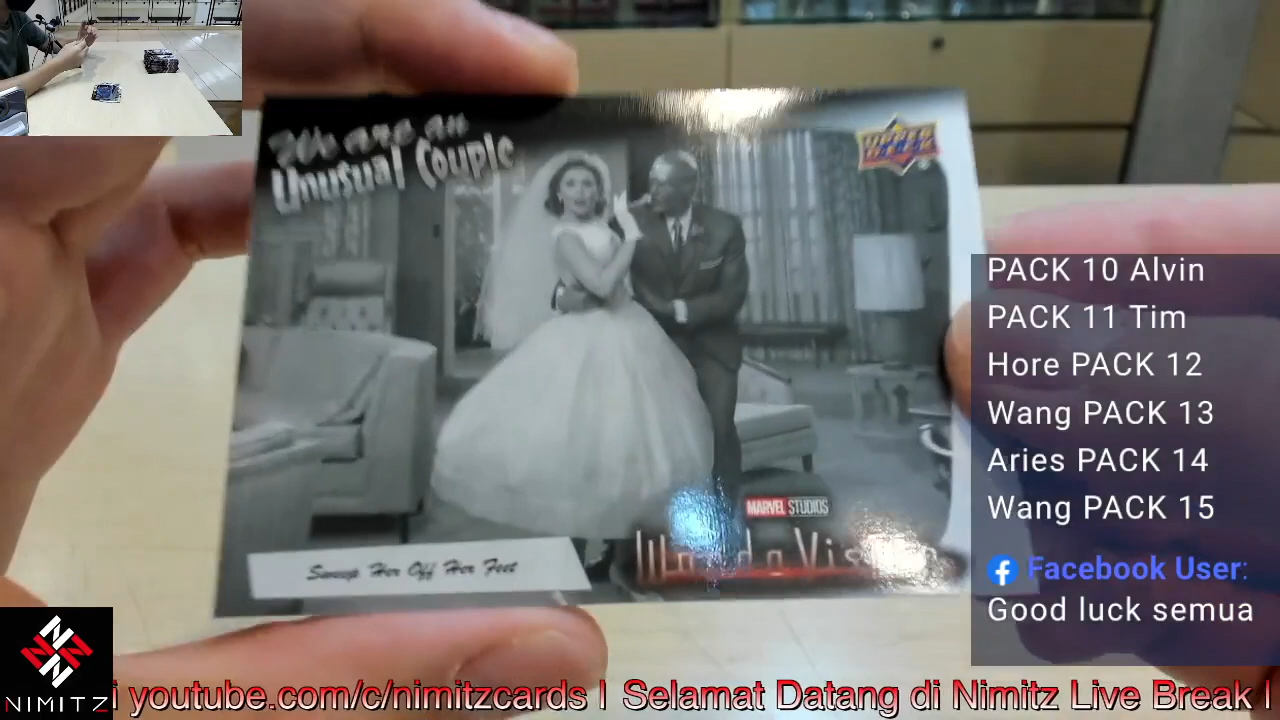 We are an
Unusual Couple
UPPER
DECK
PACK 10 Alvin
PACK 11 Tim
Hore PACK 12
Wang PACK 13
Aries PACK 14
Wang PACK 15
Facebook User:
Good luck semua
MARVEL STUDIOS
WandaVision
Sweep Her Off Her Feet
NIMITZ
i youtube.com/c/nimitzcards | Selamat Datang di Nimitz Live Break |